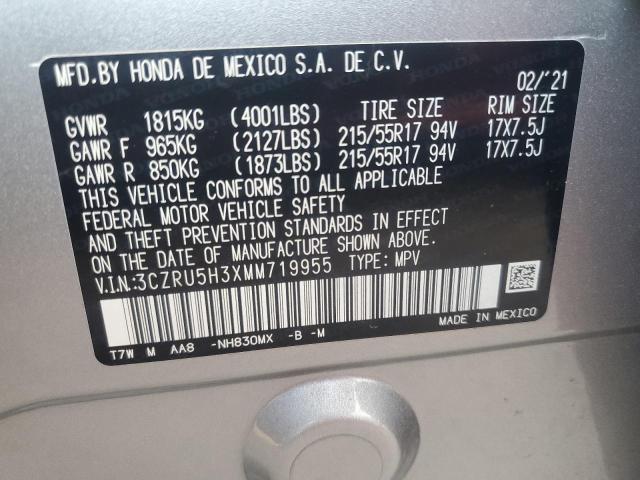 MFD.BY HONDA DE MEXICO S.A. DE C.V.
02/'21
GVWR 1815KG (4001LBS) TIRE SIZE RIM SIZE
GAWR F 965KG (2127LBS) 215/55R17 94V 17X7.5J
GAWR R 850KG (1873LBS) 215/55R17 94V 17X7.5J
THIS VEHICLE CONFORMS TO ALL APPLICABLE
FEDERAL MOTOR VEHICLE SAFETY
AND THEFT PREVENTION STANDARDS IN EFFECT
ON THE DATE OF MANUFACTURE SHOWN ABOVE.
V.I.N:3CZRU5H3XMM719955 TYPE: MPV
T7W M AA8 -NH830MX -B -M
MADE IN MEXICO